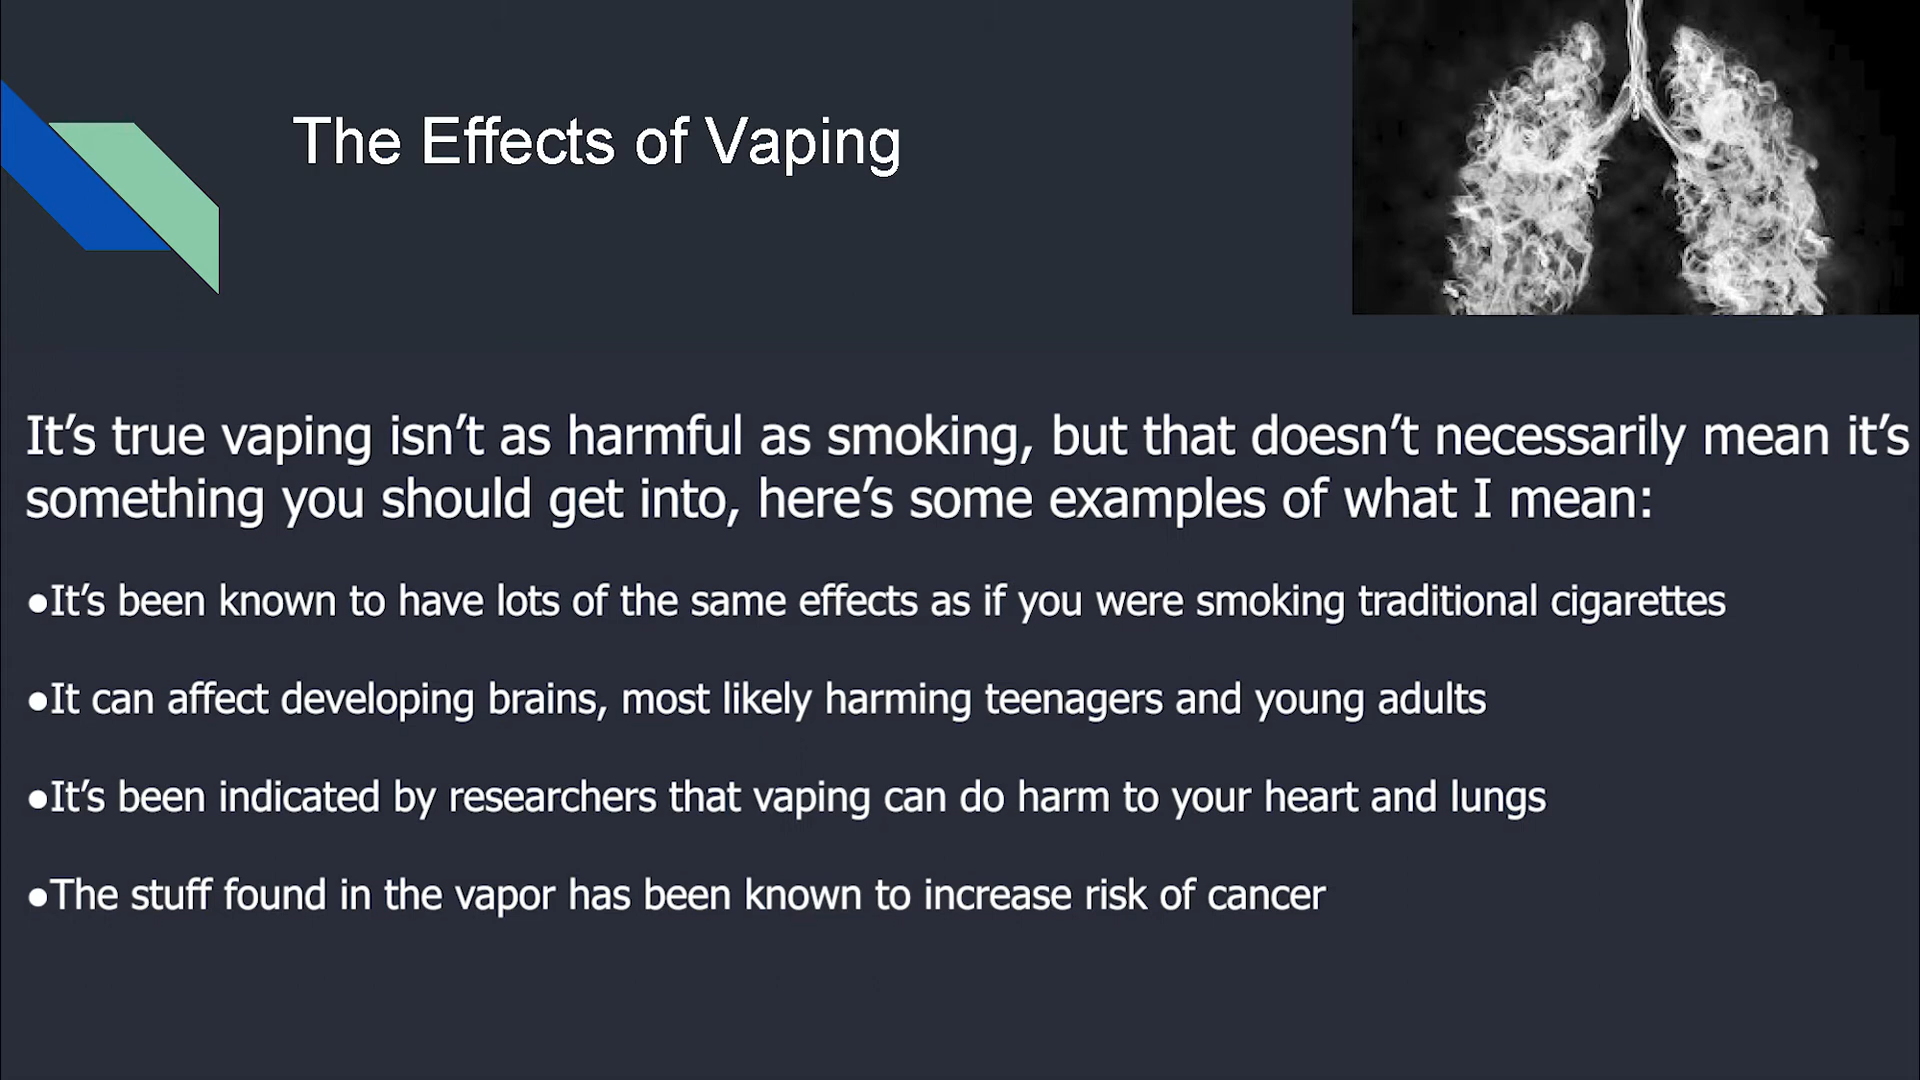 The Effects of Vaping
It’s true vaping isn’t as harmful as smoking, but that doesn’t necessarily mean it’s
something you should get into, here’s some examples of what I mean:
●It’s been known to have lots of the same effects as if you were smoking traditional cigarettes
●It can affect developing brains, most likely harming teenagers and young adults
●It’s been indicated by researchers that vaping can do harm to your heart and lungs
●The stuff found in the vapor has been known to increase risk of cancer